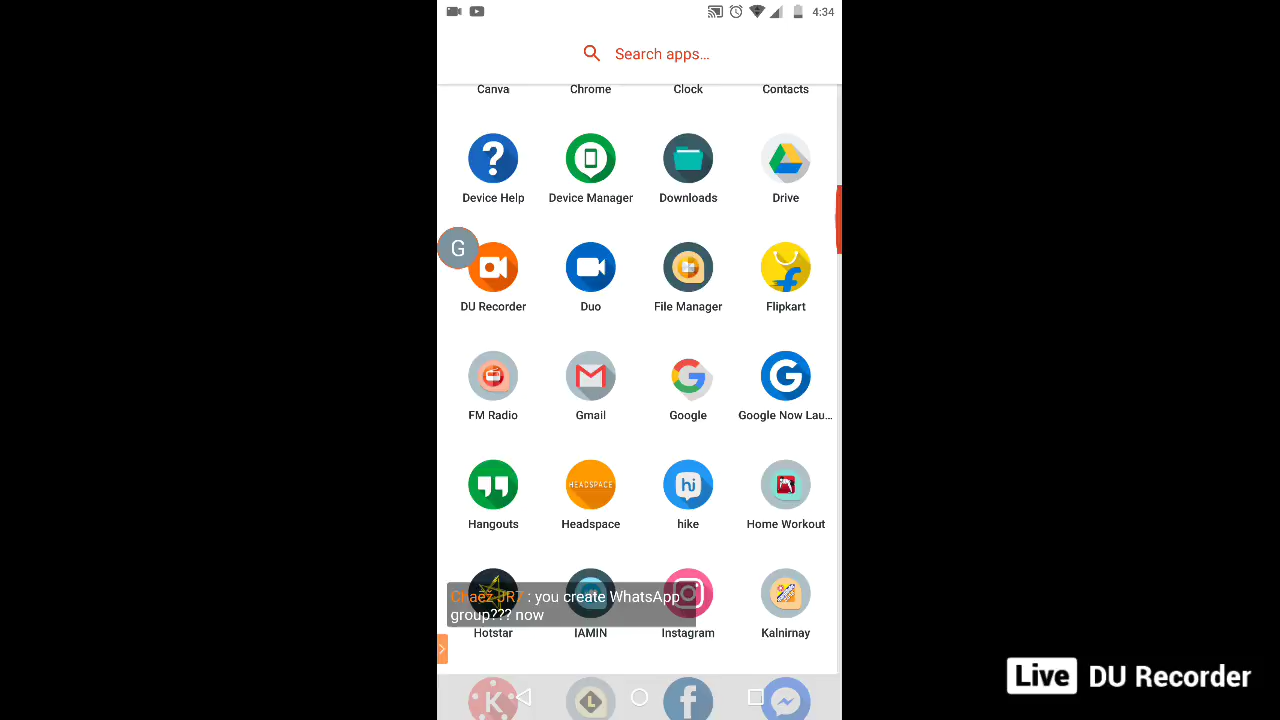 4:34
Search apps...
Canva Chrome Clock Contacts
Device Help Device Manager Downloads Drive
G
DU Recorder Duo File Manager Flipkart
FM Radio Gmail Google Google Now Lau...
HEADSPACE hi
Hangouts Headspace hike Home Workout
Chaez JR7 : you create WhatsApp
group??? now
Hotstar IAMIN Instagram Kalnirnay
K L f
Live DU Recorder